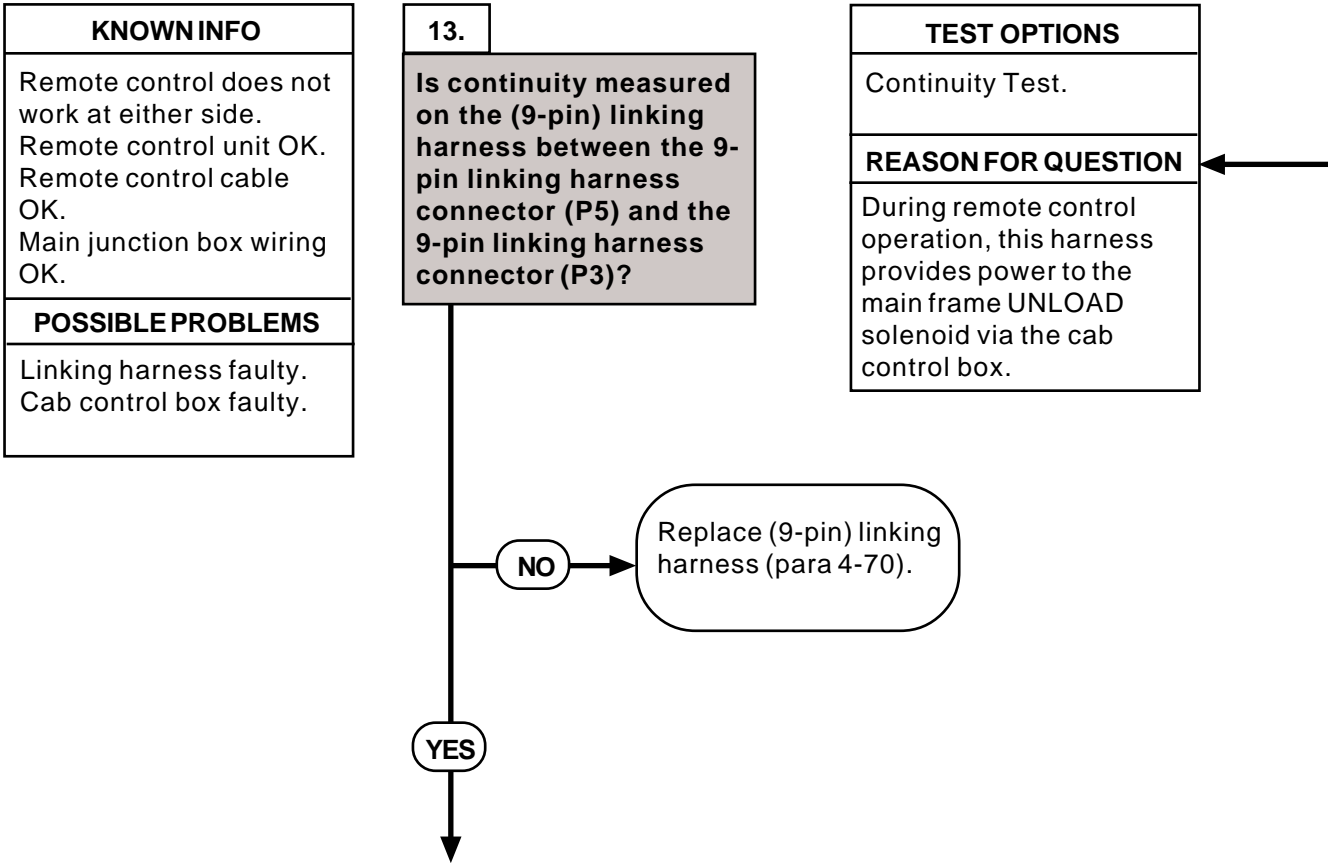 KNOWN INFO
Remote control does not
work at either side.
Remote control unit OK.
Remote control cable
OK.
Main junction box wiring
OK.
POSSIBLE PROBLEMS
Linking harness faulty.
Cab control box faulty.
13.
Is continuity measured
on the (9-pin) linking
harness between the 9-
pin linking harness
connector (P5) and the
9-pin linking harness
connector (P3)?
TEST OPTIONS
Continuity Test.
REASON FOR QUESTION
During remote control
operation, this harness
provides power to the
main frame UNLOAD
solenoid via the cab
control box.
NO
Replace (9-pin) linking
harness (para 4-70).
YES